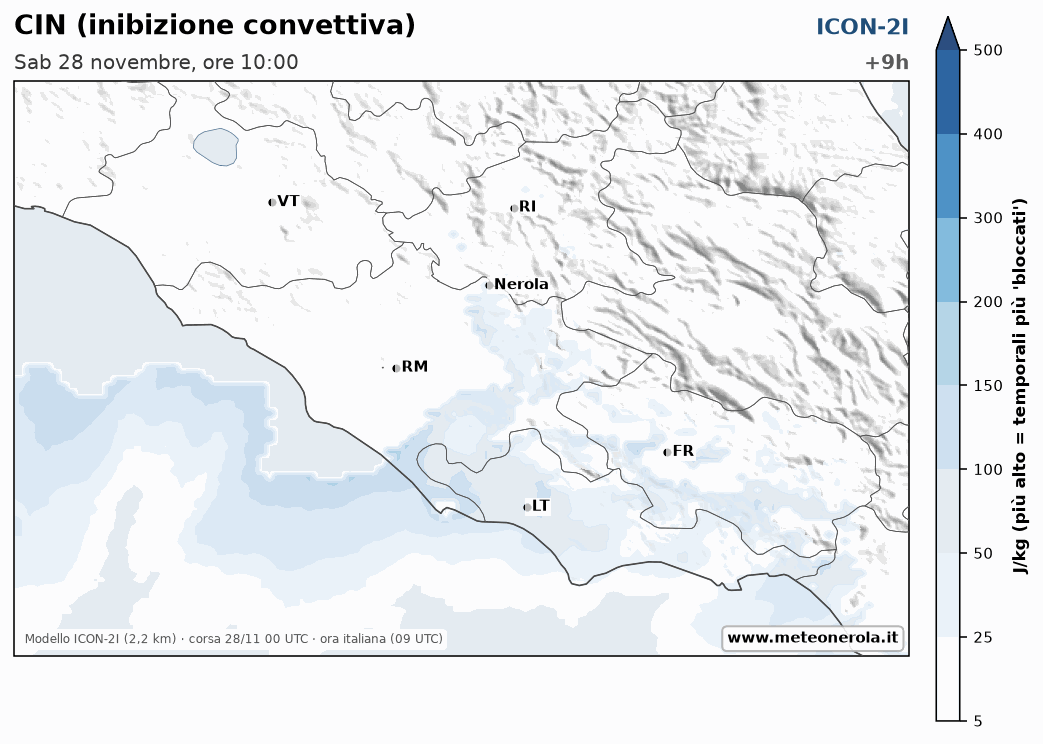 CIN (inibizione convettiva)
ICON-2I
Sab 28 novembre, ore 10:00
+9h
VT
RI
Nerola
RM
FR
LT
Modello ICON-2I (2,2 km) · corsa 28/11 00 UTC · ora italiana (09 UTC)
www.meteonerola.it
500
400
300
200
150
100
50
25
5
J/kg (più alto = temporali più 'bloccati')